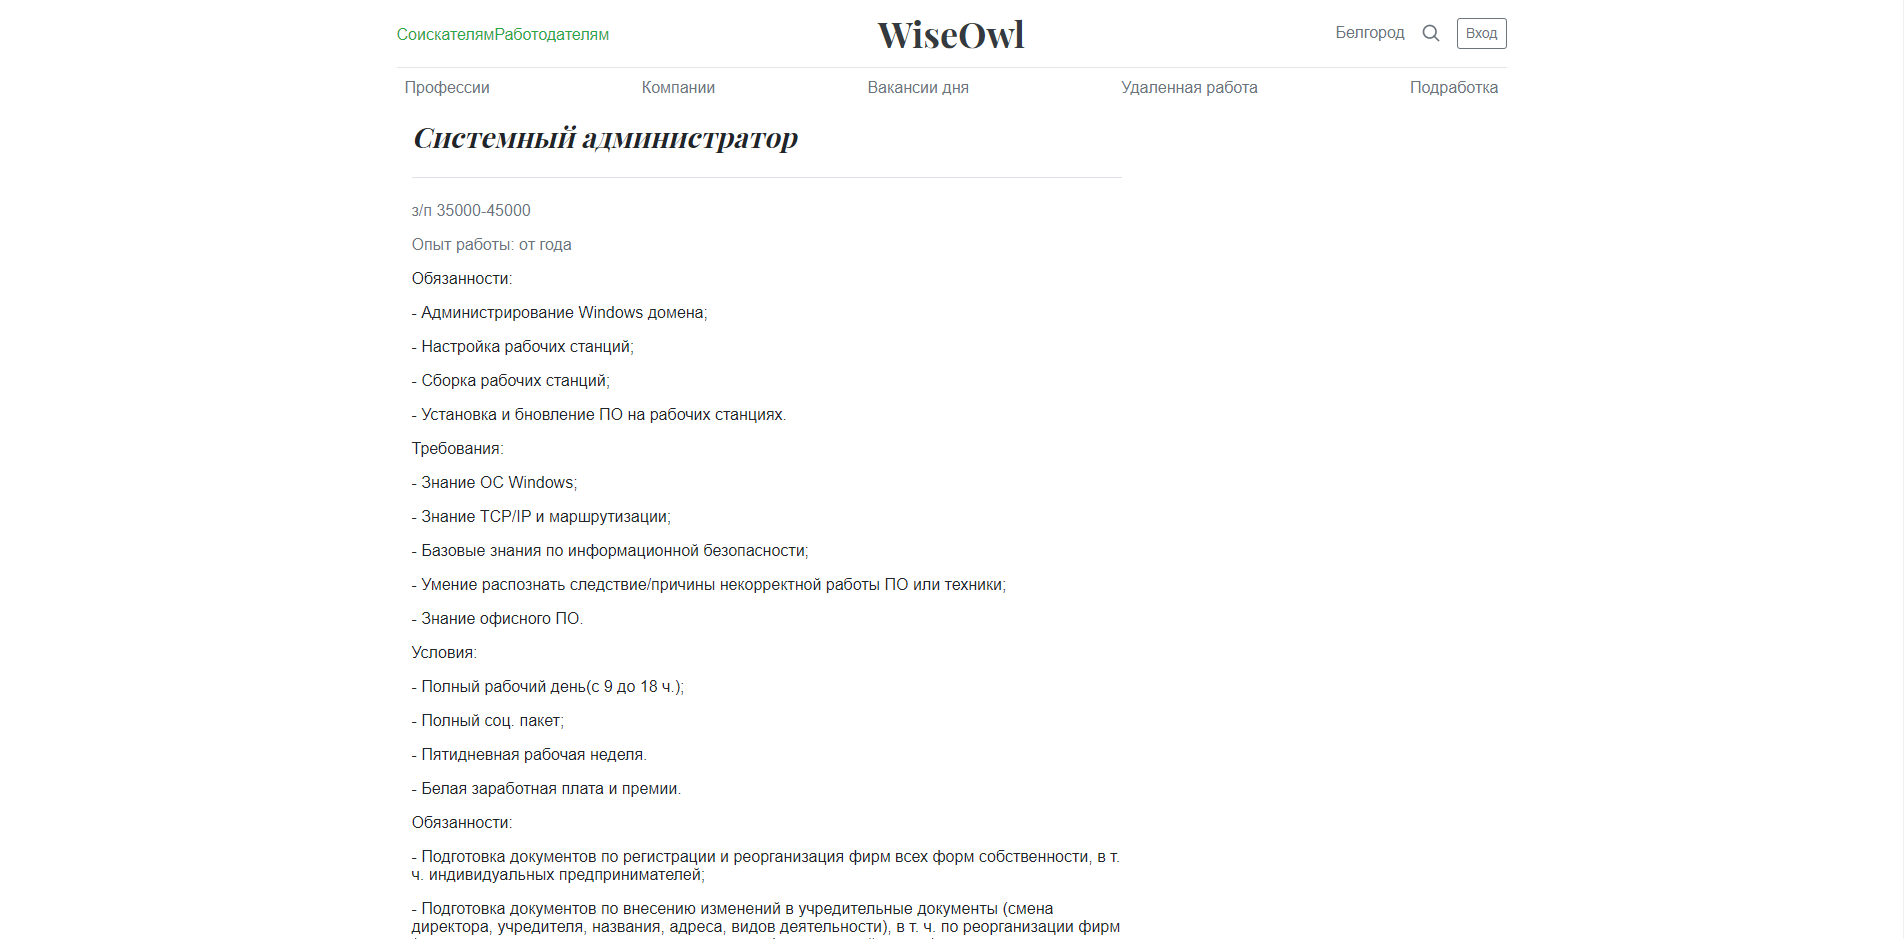 СоискателямРаботодателям
WiseOwl
Белгород
Вход
Профессии
Компании
Вакансии дня
Удаленная работа
Подработка
Системный администратор
з/п 35000-45000
Опыт работы: от года
Обязанности:
- Администрирование Windows домена;
- Настройка рабочих станций;
- Сборка рабочих станций;
- Установка и бновление ПО на рабочих станциях.
Требования:
- Знание ОС Windows;
- Знание TCP/IP и маршрутизации;
- Базовые знания по информационной безопасности;
- Умение распознать следствие/причины некорректной работы ПО или техники;
- Знание офисного ПО.
Условия:
- Полный рабочий день(с 9 до 18 ч.);
- Полный соц. пакет;
- Пятидневная рабочая неделя.
- Белая заработная плата и премии.
Обязанности:
- Подготовка документов по регистрации и реорганизация фирм всех форм собственности, в т.
ч. индивидуальных предпринимателей;
- Подготовка документов по внесению изменений в учредительные документы (смена
директора, учредителя, названия, адреса, видов деятельности), в т. ч. по реорганизации фирм